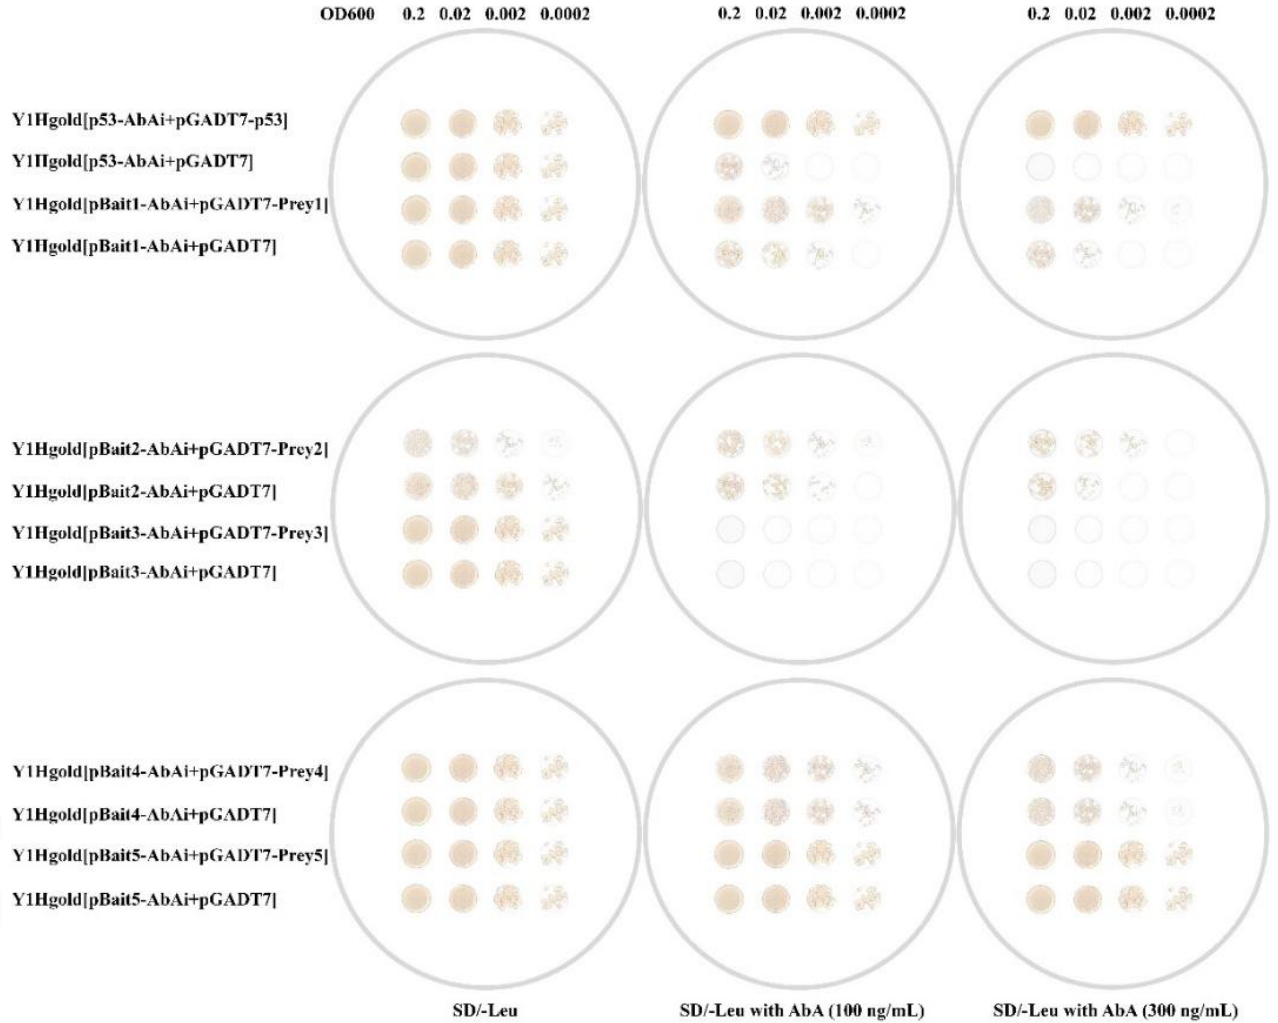 OD600 0.2 0.02 0.002 0.0002 0.2 0.02 0.002 0.0002 0.2 0.02 0.002 0.0002
Y1Hgold[p53-AbAi+pGADT7-p53]
Y1Hgold[p53-AbAi+pGADT7]
Y1Hgold[pBait1-AbAi+pGADT7-Prey1]
Y1Hgold[pBait1-AbAi+pGADT7]
Y1Hgold[pBait2-AbAi+pGADT7-Prey2]
Y1Hgold[pBait2-AbAi+pGADT7]
Y1Hgold[pBait3-AbAi+pGADT7-Prey3]
Y1Hgold[pBait3-AbAi+pGADT7]
Y1Hgold[pBait4-AbAi+pGADT7-Prey4]
Y1Hgold[pBait4-AbAi+pGADT7]
Y1Hgold[pBait5-AbAi+pGADT7-Prey5]
Y1Hgold[pBait5-AbAi+pGADT7]
SD/-Leu SD/-Leu with AbA (100 ng/mL) SD/-Leu with AbA (300 ng/mL)